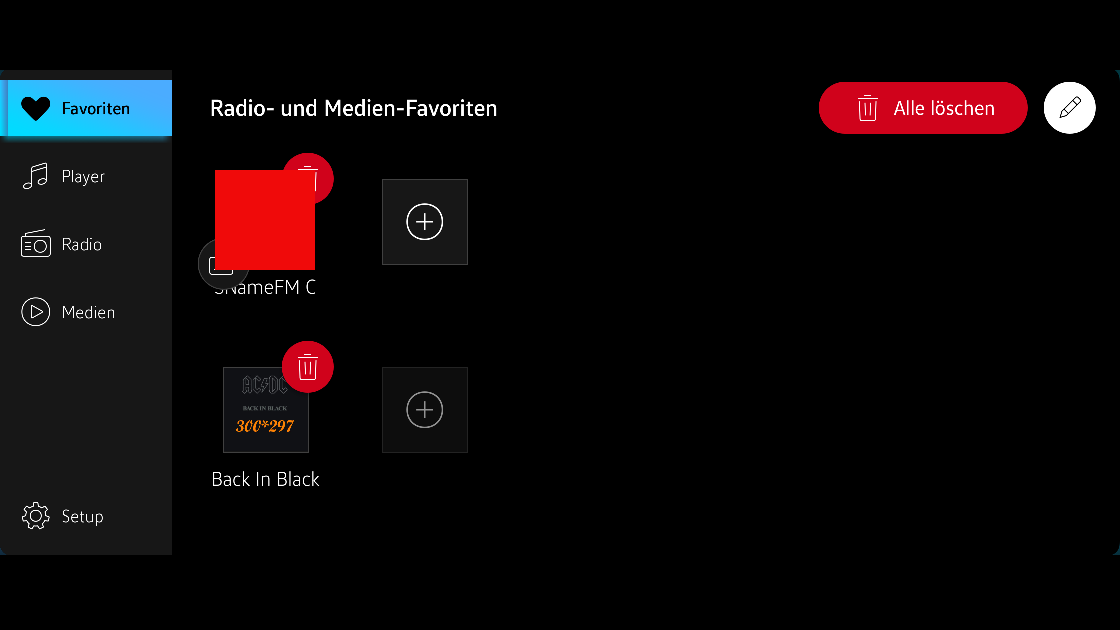 Favoriten
Radio- und Medien-Favoriten
Alle löschen
Player
Radio
SNameFM C
Medien
AC/DC
BACK IN BLACK
300*297
Back In Black
Setup